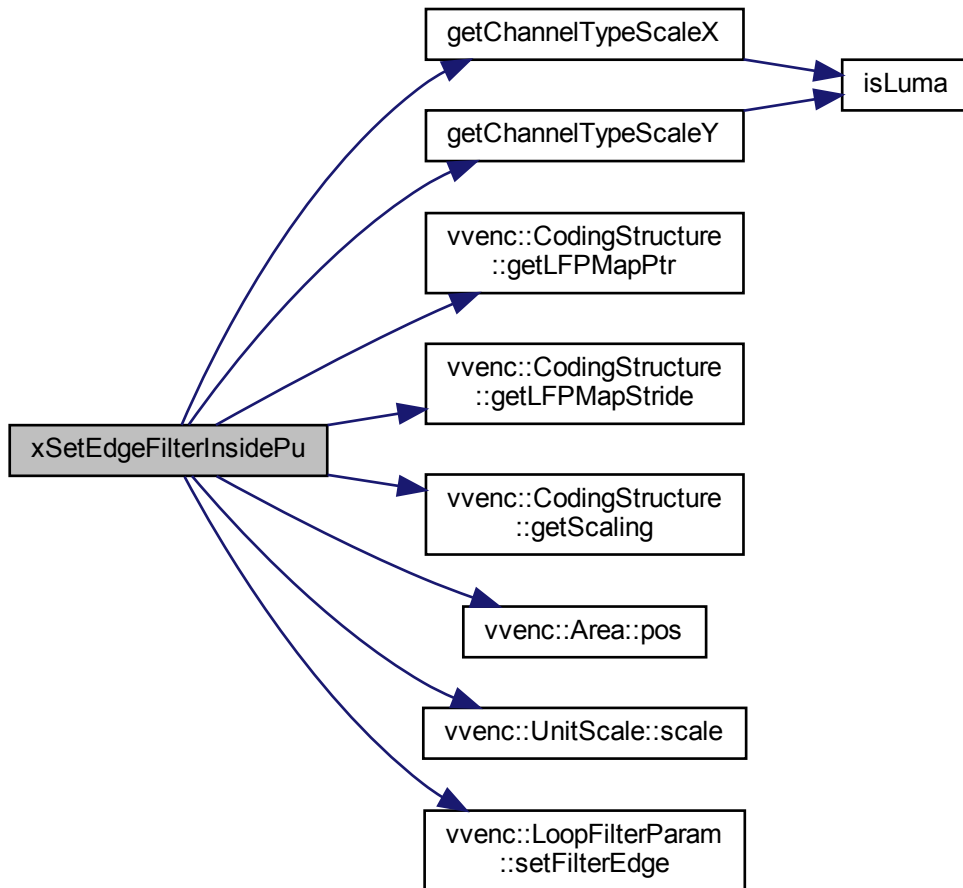 getChannelTypeScaleX
isLuma
getChannelTypeScaleY
vvenc::CodingStructure
::getLFPMapPtr
vvenc::CodingStructure
::getLFPMapStride
xSetEdgeFilterInsidePu
vvenc::CodingStructure
::getScaling
vvenc::Area::pos
vvenc::UnitScale::scale
vvenc::LoopFilterParam
::setFilterEdge